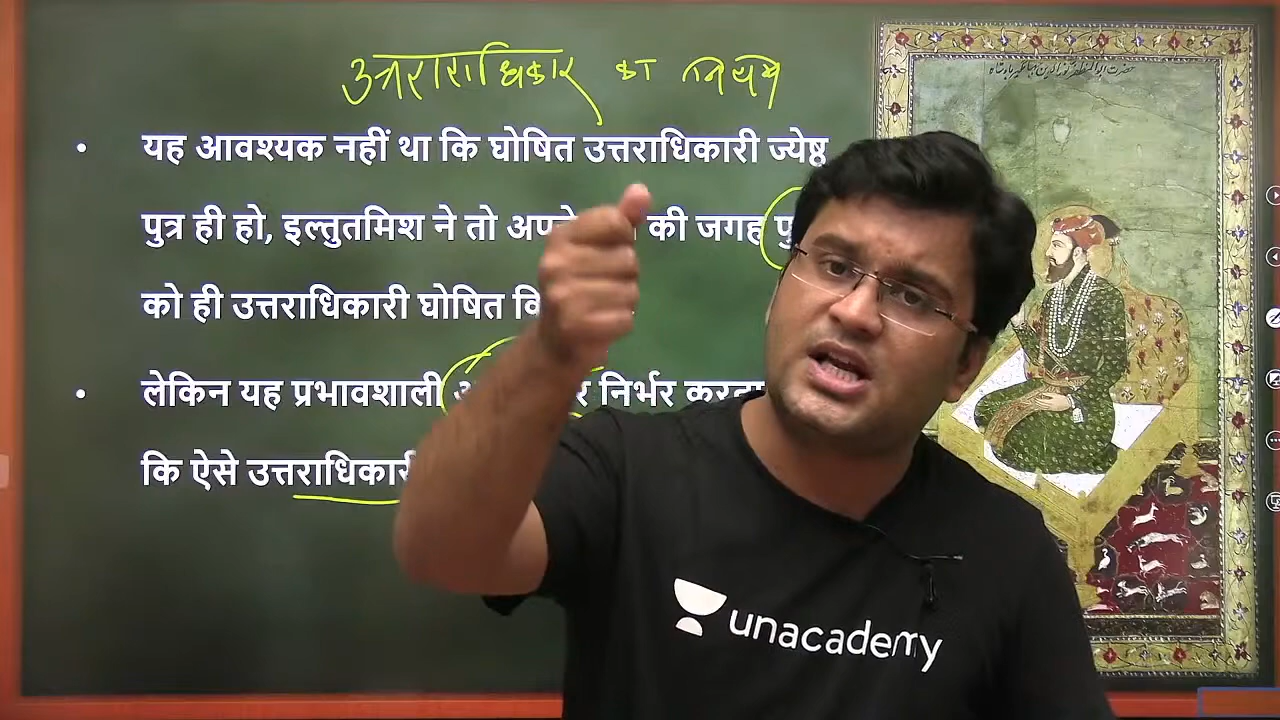 उत्तराराधिकार का नियम
यह आवश्यक नहीं था कि घोषित उत्तराधिकारी ज्येष्ठ
पुत्र ही हो, इल्तुतमिश ने तो की जगह
को ही उत्तराधिकारी घोषित
लेकिन यह प्रभावशाली निर्भर करता
कि ऐसे उत्तराधिकारी
unacademy